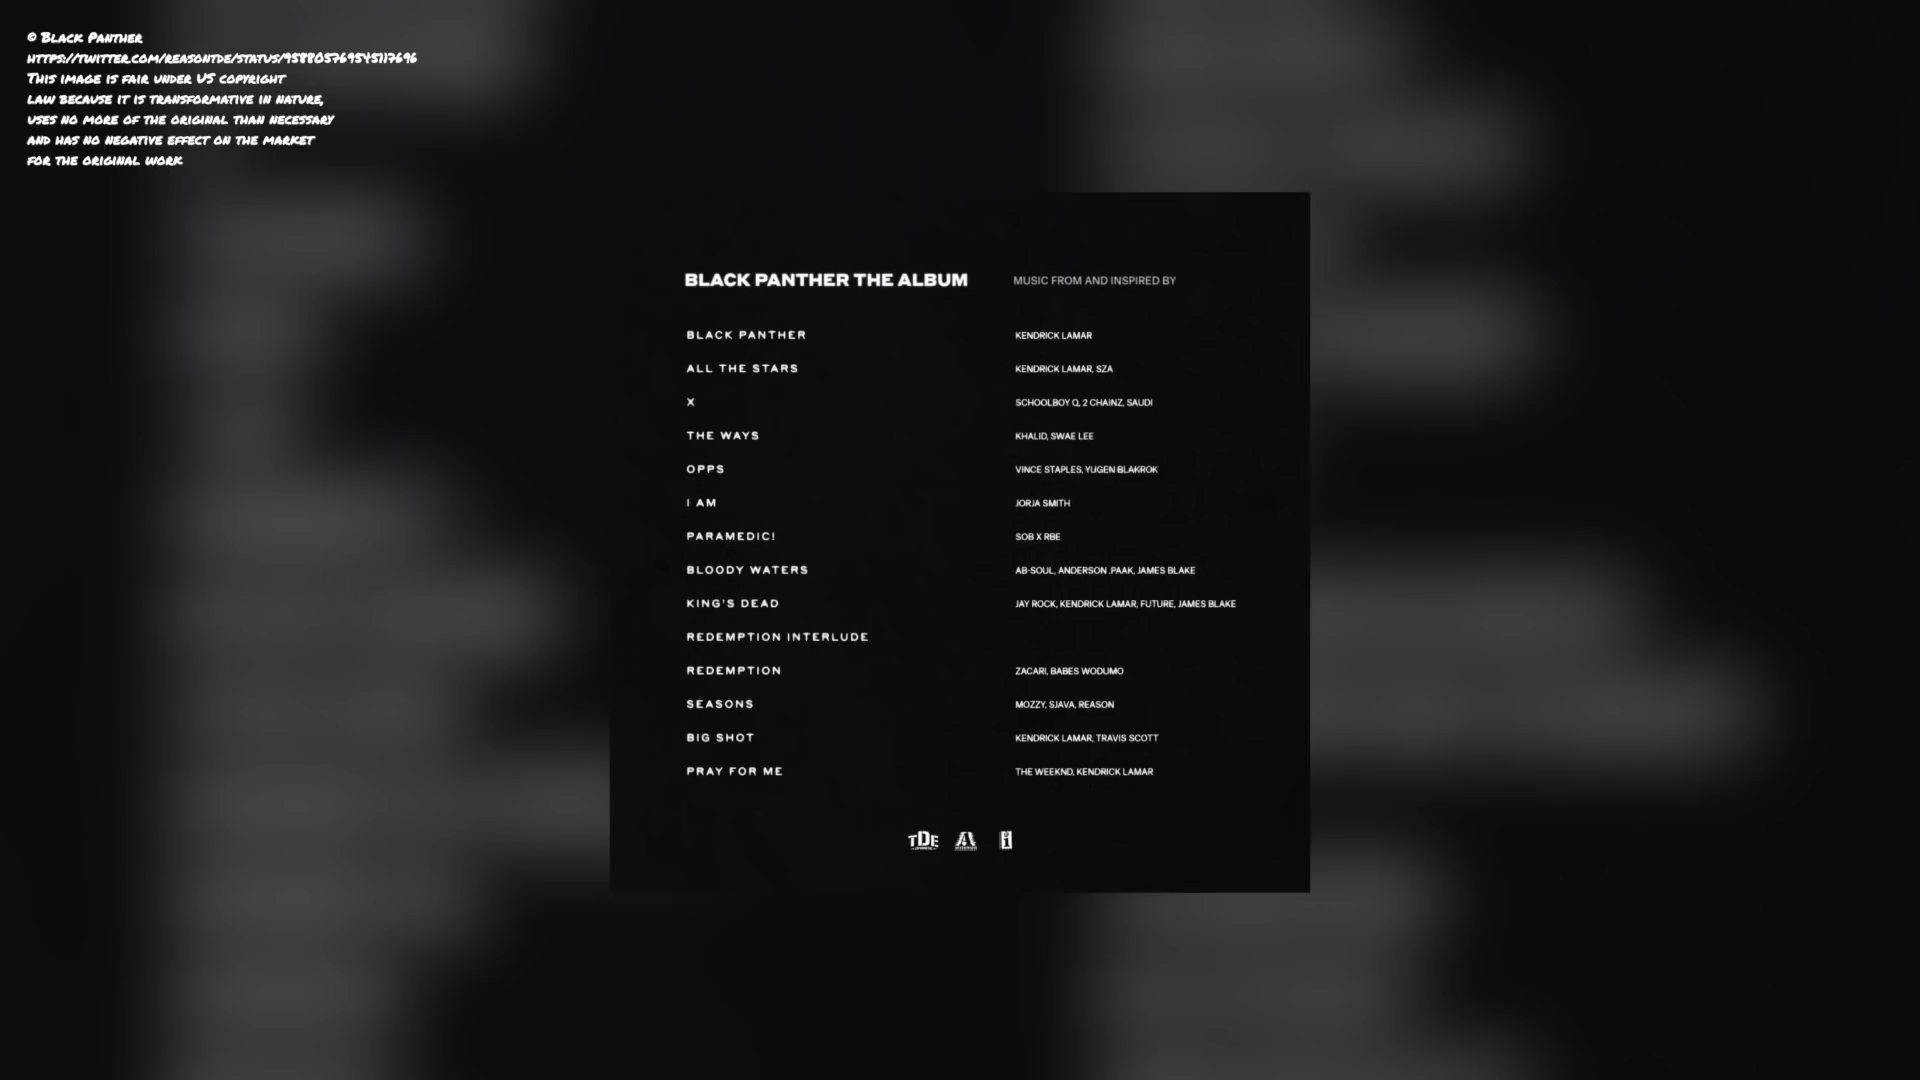 © Black Panther
https://twitter.com/reasontde/status/958805769545117696
This image is fair under US copyright
law because it is transformative in nature,
uses no more of the original than necessary
and has no negative effect on the market
for the original work
BLACK PANTHER THE ALBUM MUSIC FROM AND INSPIRED BY
BLACK PANTHER KENDRICK LAMAR
ALL THE STARS KENDRICK LAMAR, SZA
X SCHOOLBOY Q, 2 CHAINZ, SAUDI
THE WAYS KHALID, SWAE LEE
OPPS VINCE STAPLES, YUGEN BLAKROK
I AM JORJA SMITH
PARAMEDIC! SOB X RBE
BLOODY WATERS AB-SOUL, ANDERSON .PAAK, JAMES BLAKE
KING'S DEAD JAY ROCK, KENDRICK LAMAR, FUTURE, JAMES BLAKE
REDEMPTION INTERLUDE
REDEMPTION ZACARI, BABES WODUMO
SEASONS MOZZY, SJAVA, REASON
BIG SHOT KENDRICK LAMAR, TRAVIS SCOTT
PRAY FOR ME THE WEEKND, KENDRICK LAMAR
TDE A i